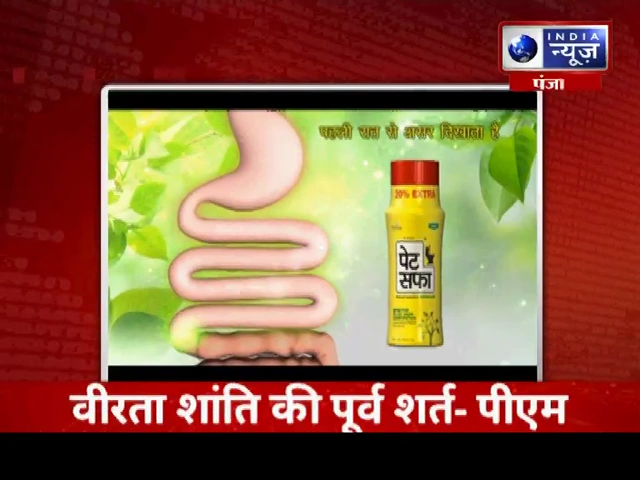 INDIA
न्यूज़
पंजा
पहली रात से असर दिखाता है
20% EXTRA
पेट
सफा
वीरता शांति की पूर्व शर्त- पीएम